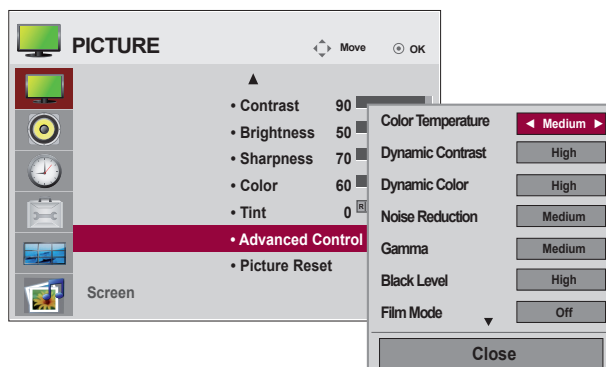 PICTURE
Move
OK
• Contrast 90
• Brightness 50
• Sharpness 70
• Color 60
• Tint 0 R
• Advanced Control
• Picture Reset
Screen
Color Temperature ◄ Medium ►
Dynamic Contrast High
Dynamic Color High
Noise Reduction Medium
Gamma Medium
Black Level High
Film Mode Off
Close